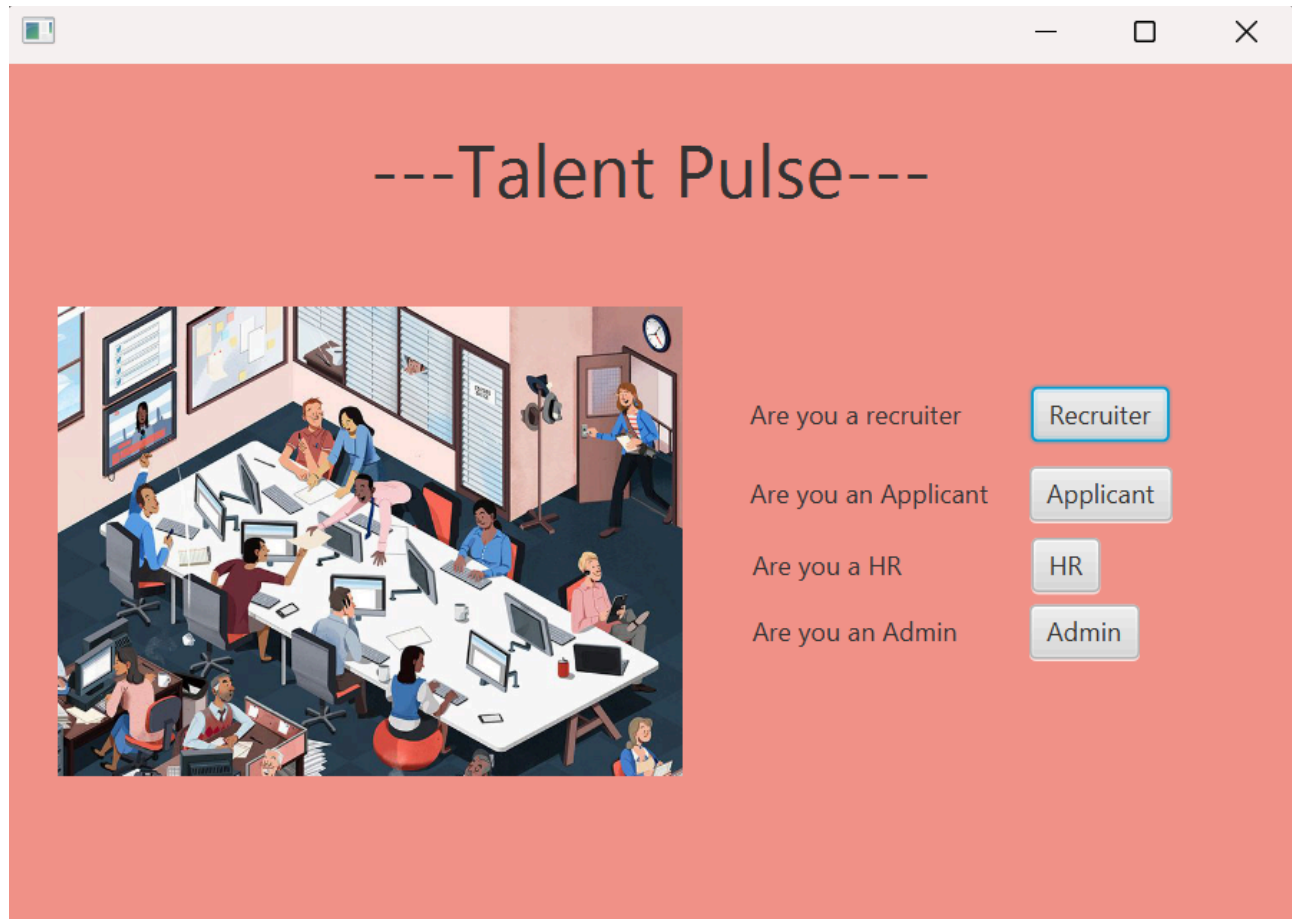 ---Talent Pulse---
Are you a recruiter
Recruiter
Are you an Applicant
Applicant
Are you a HR
HR
Are you an Admin
Admin